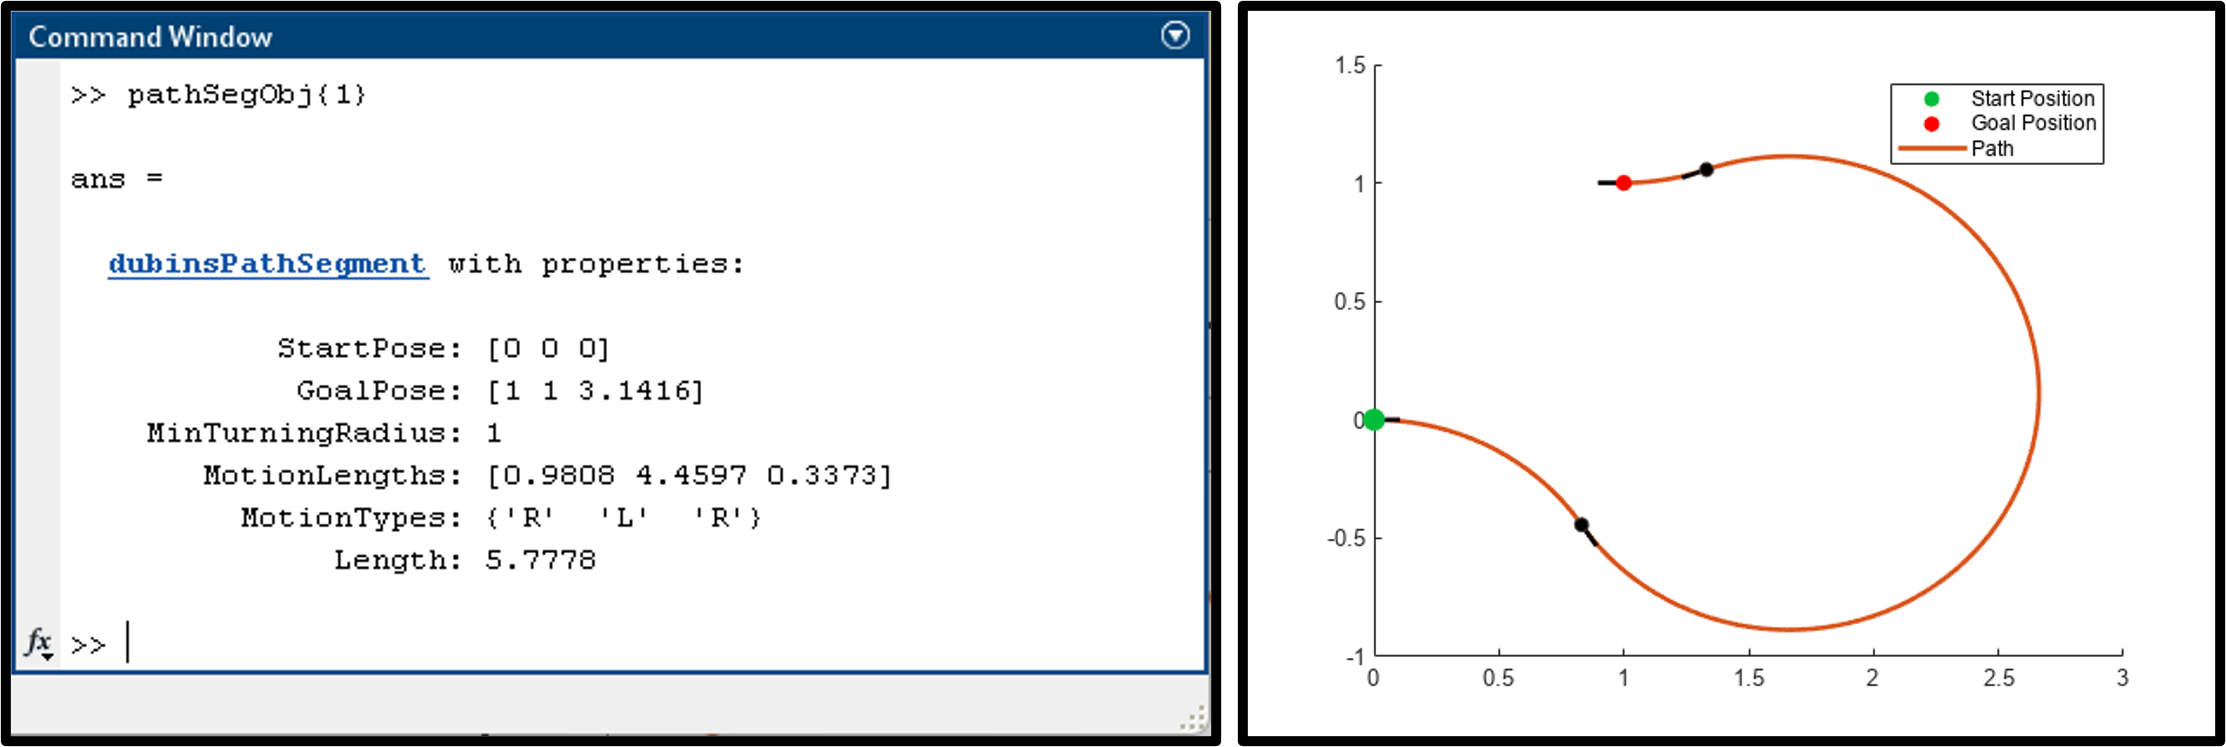 Command Window
>> pathSegObj{1}
ans =
dubinsPathSegment with properties:
StartPose: [0 0 0]
GoalPose: [1 1 3.1416]
MinTurningRadius: 1
MotionLengths: [0.9808 4.4597 0.3373]
MotionTypes: {'R' 'L' 'R'}
Length: 5.7778
fx >>
1.5
1
0.5
0
-0.5
-1
0 0.5 1 1.5 2 2.5 3
Start Position
Goal Position
Path